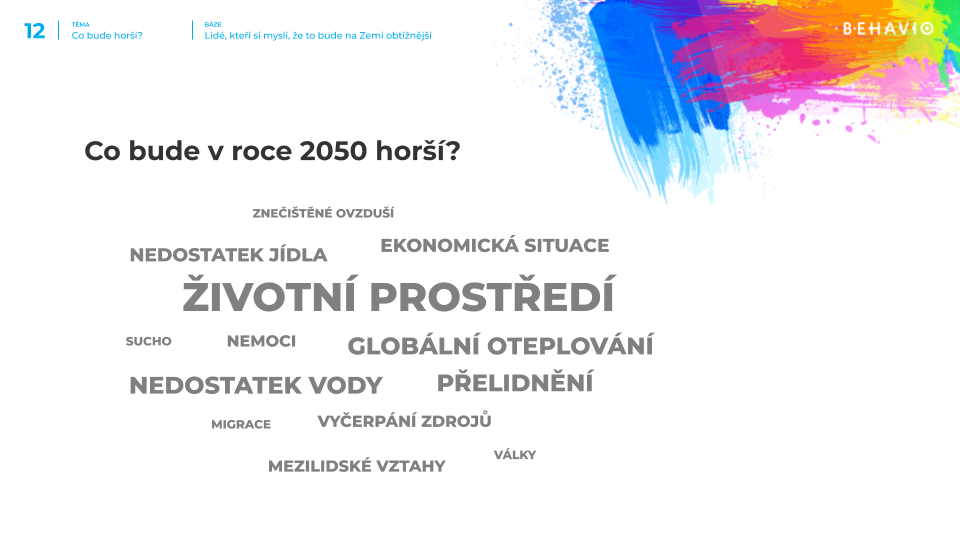 12
TÉMA
Co bude horší?
BÁZE
Lidé, kteří si myslí, že to bude na Zemi obtížnější
BEHAVIO
Co bude v roce 2050 horší?
ZNEČIŠTĚNÉ OVZDUŠÍ
NEDOSTATEK JÍDLA
EKONOMICKÁ SITUACE
ŽIVOTNÍ PROSTŘEDÍ
SUCHO
NEMOCI
GLOBÁLNÍ OTEPLOVÁNÍ
NEDOSTATEK VODY
PŘELIDNĚNÍ
MIGRACE
VYČERPÁNÍ ZDROJŮ
MEZILIDSKÉ VZTAHY
VÁLKY